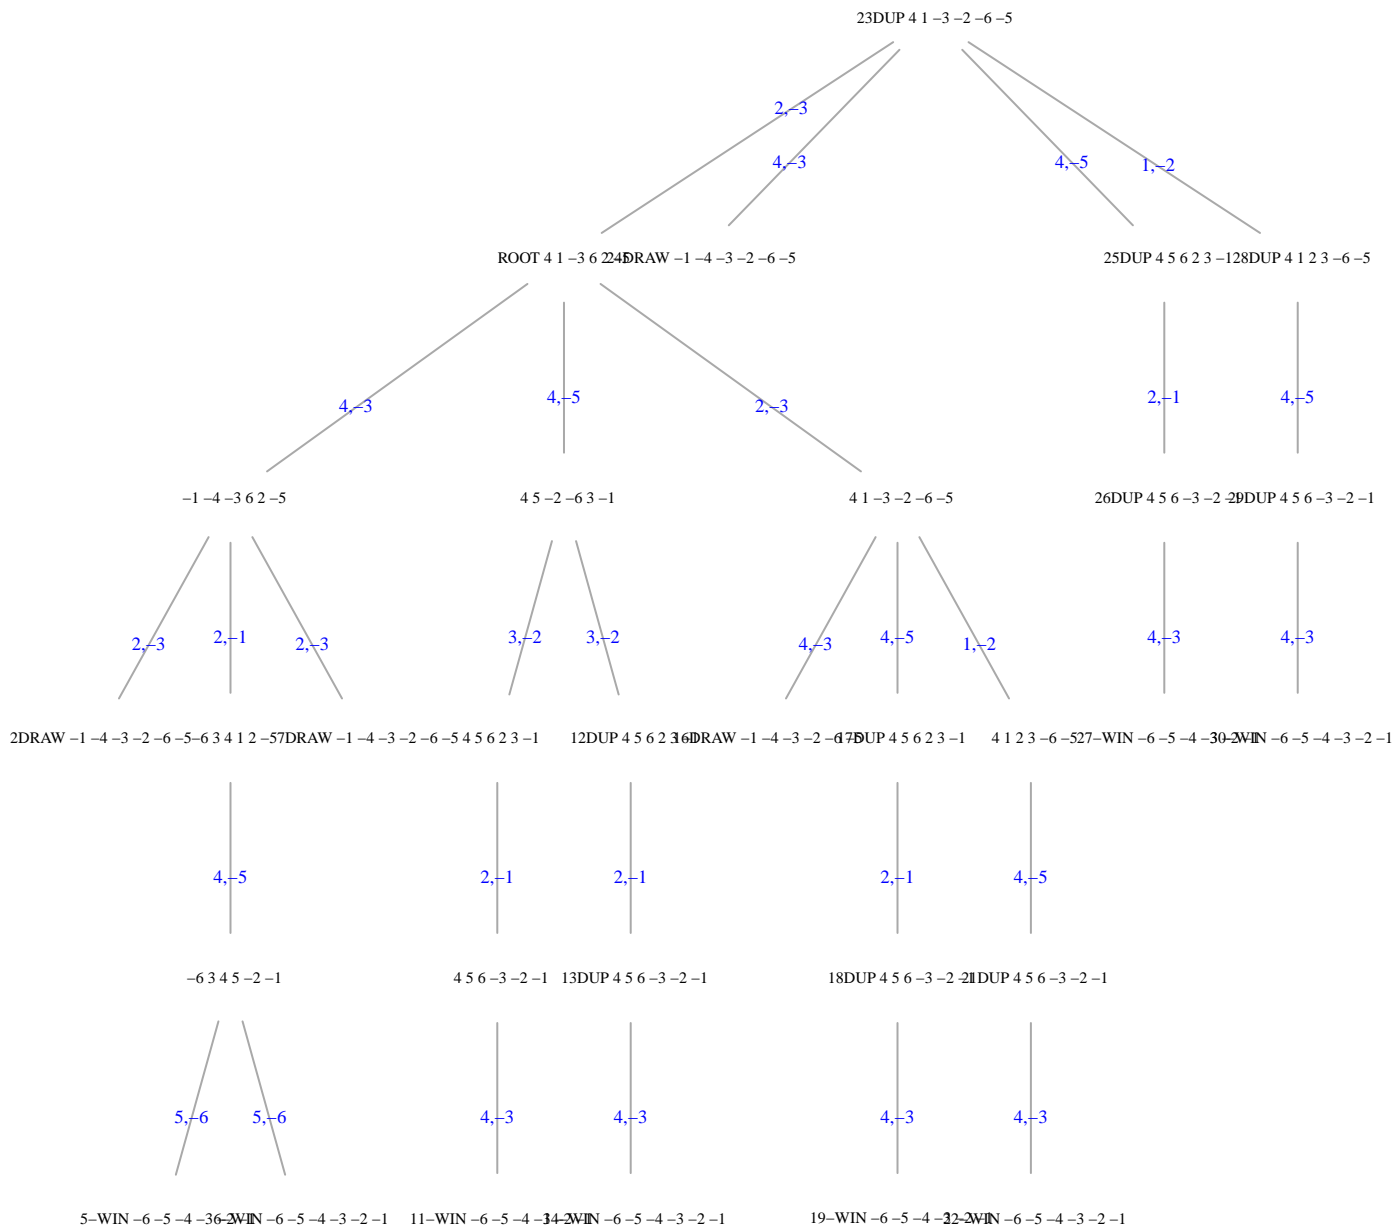 23DUP 4 1 −3 −2 −6 −5
2,−3
4,−3
4,−5
1,−2
ROOT 4 1 −3 6 2 −5
24DRAW −1 −4 −3 −2 −6 −5
25DUP 4 5 6 2 3 −1
28DUP 4 1 2 3 −6 −5
4,−3
4,−5
2,−3
2,−1
4,−5
−1 −4 −3 6 2 −5
4 5 −2 −6 3 −1
4 1 −3 −2 −6 −5
26DUP 4 5 6 −3 −2 −1
29DUP 4 5 6 −3 −2 −1
2,−3
2,−1
2,−3
3,−2
3,−2
4,−3
4,−5
1,−2
4,−3
4,−3
2DRAW −1 −4 −3 −2 −6 −5
−6 3 4 1 2 −5
7DRAW −1 −4 −3 −2 −6 −5
4 5 6 2 3 −1
12DUP 4 5 6 2 3 −1
16DRAW −1 −4 −3 −2 −6 −5
17DUP 4 5 6 2 3 −1
4 1 2 3 −6 −5
27−WIN −6 −5 −4 −3 −2 −1
30−WIN −6 −5 −4 −3 −2 −1
4,−5
2,−1
2,−1
2,−1
4,−5
−6 3 4 5 −2 −1
4 5 6 −3 −2 −1
13DUP 4 5 6 −3 −2 −1
18DUP 4 5 6 −3 −2 −1
21DUP 4 5 6 −3 −2 −1
5,−6
5,−6
4,−3
4,−3
4,−3
4,−3
5−WIN −6 −5 −4 −3 −2 −1
6−WIN −6 −5 −4 −3 −2 −1
11−WIN −6 −5 −4 −3 −2 −1
14−WIN −6 −5 −4 −3 −2 −1
19−WIN −6 −5 −4 −3 −2 −1
22−WIN −6 −5 −4 −3 −2 −1